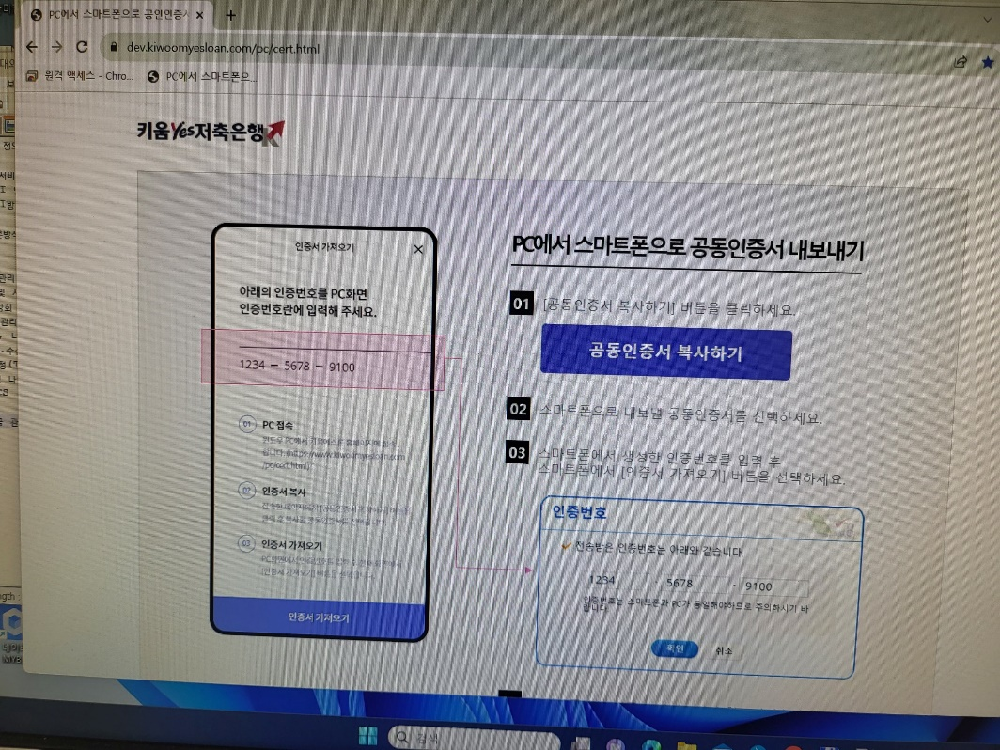 PC에서 스마트폰으로 공인인증
dev.kiwoomyesloan.com/pc/cert.html
원격 액세스 - Chro...
PC에서 스마트폰으...
키움Yes저축은행
인증서 가져오기
아래의 인증번호를 PC화면
인증번호란에 입력해 주세요.
1234 - 5678 - 9100
01 PC 접속
윈도우 PC에서
(https://www.kiwoomyesloan.com
/pc/cert.html)
02 인증서 복사
03 인증서 가져오기
인증서 가져오기
PC에서 스마트폰으로 공동인증서 내보내기
01 [공동인증서 복사하기] 버튼을 클릭하세요.
공동인증서 복사하기
02 스마트폰으로 내보낼 공동인증서를 선택하세요.
03 스마트폰에서 생성한 인증번호를 입력 후
스마트폰에서 [인증서 가져오기] 버튼을 선택하세요.
인증번호
전송받은 인증번호는 아래와 같습니다.
1234 - 5678 - 9100
인증번호는 스마트폰과 PC가 동일해야하므로 주의하시기 바
랍니다.
확인 취소
검색